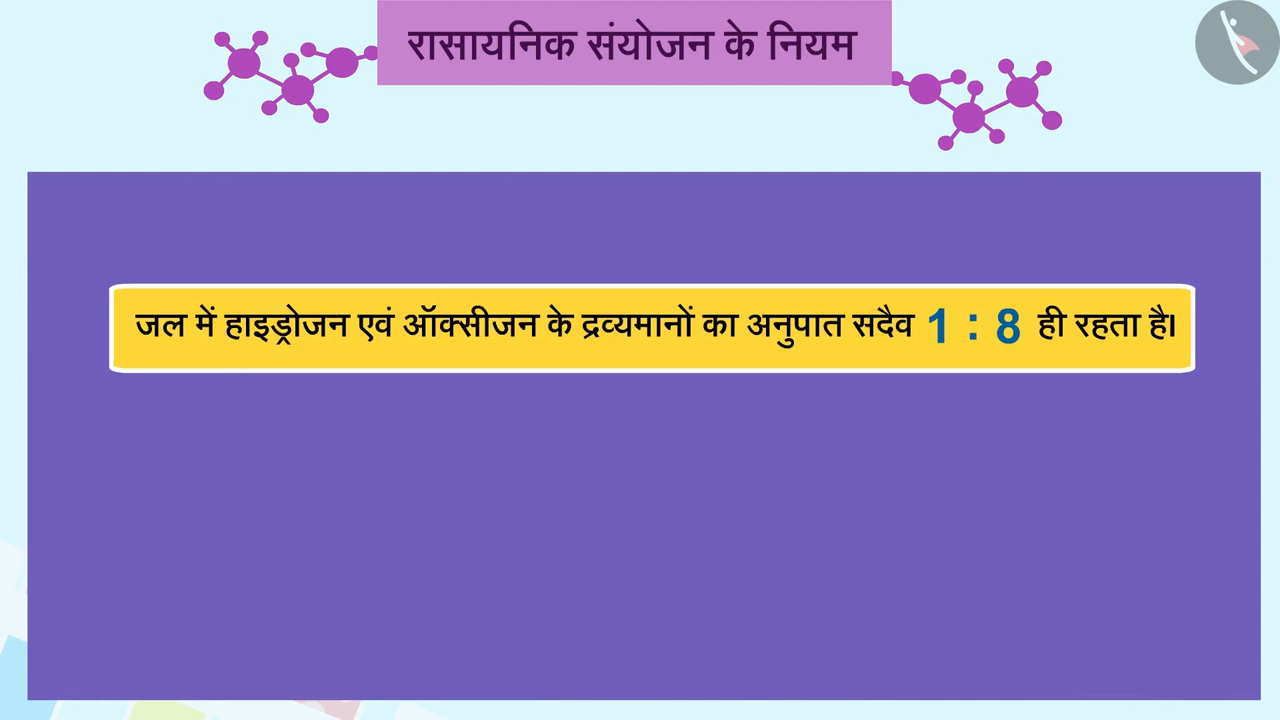 रासायनिक संयोजन के नियम
जल में हाइड्रोजन एवं ऑक्सीजन के द्रव्यमानों का अनुपात सदैव 1 : 8 ही रहता है।